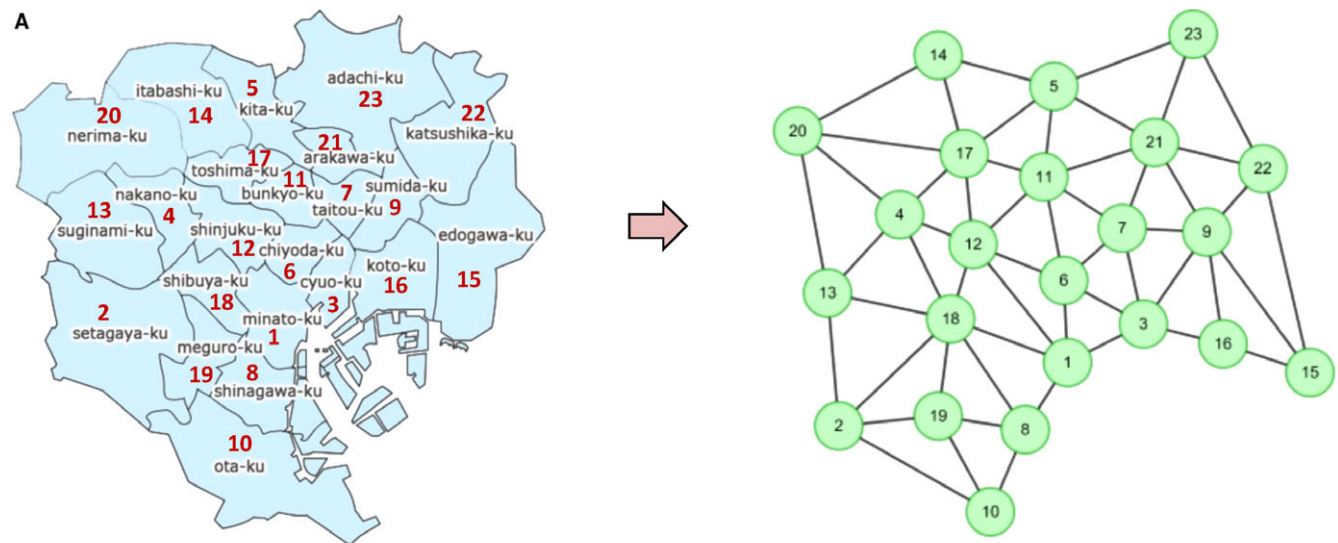 A
adachi-ku
23
5
kita-ku
itabashi-ku
14
20
nerima-ku
22
katsushika-ku
21
arakawa-ku
17
toshima-ku
11
bunkyo-ku
7
taitou-ku
sumida-ku
9
nakano-ku
4
13
suginami-ku
shinjuku-ku
12
chiyoda-ku
6
edogawa-ku
15
koto-ku
16
cyuo-ku
3
shibuya-ku
18
2
setagaya-ku
minato-ku
1
meguro-ku
19
8
shinagawa-ku
10
ota-ku
23
14
5
20
21
17
22
11
4
7
9
12
6
13
18
3
16
1
15
19
2
8
10